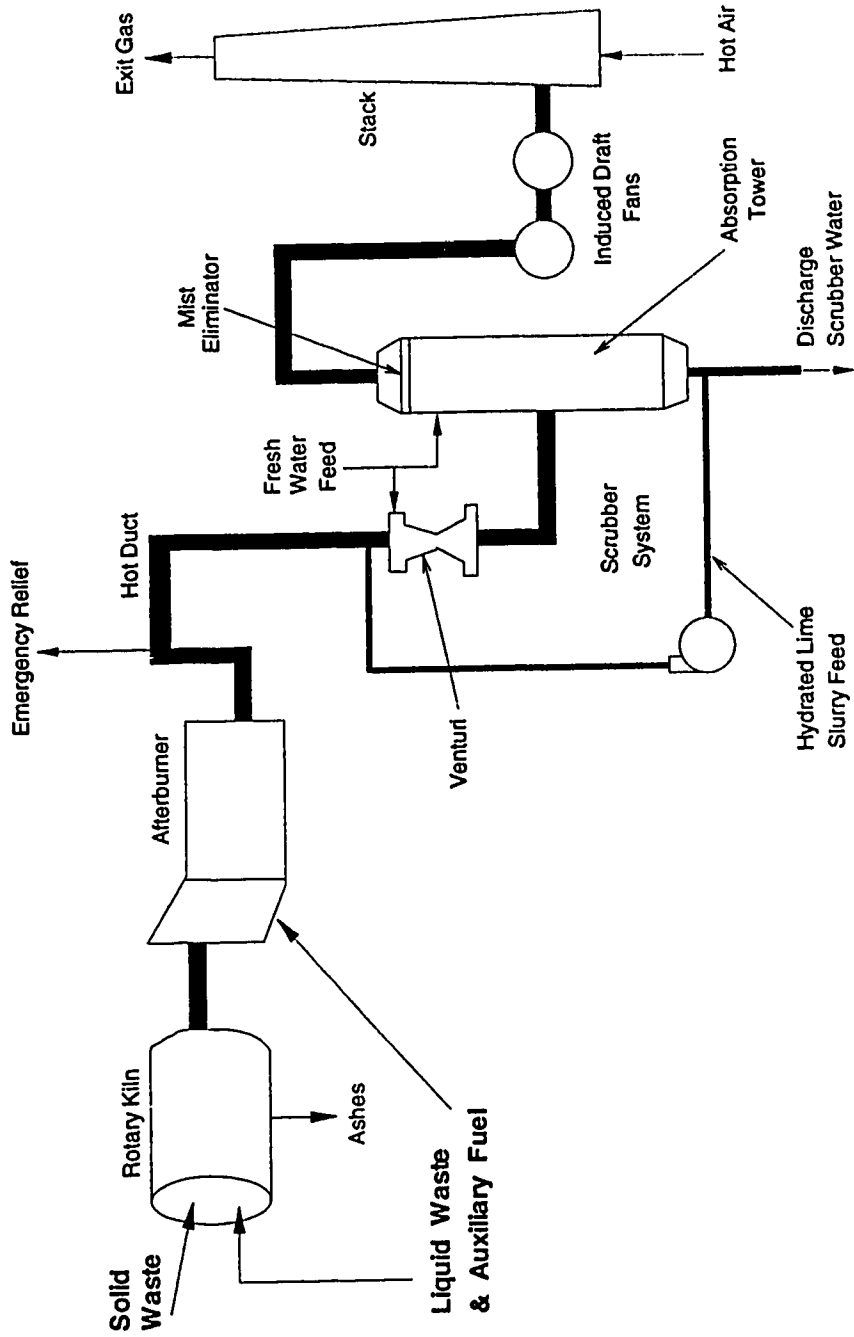 Solid
Waste
Rotary Kiln
Ashes
Liquid Waste
& Auxiliary Fuel
Afterburner
Emergency Relief
Hot Duct
Fresh
Water
Feed
Venturi
Scrubber
System
Hydrated Lime
Slurry Feed
Mist
Eliminator
Absorption
Tower
Discharge
Scrubber Water
Induced Draft
Fans
Stack
Exit Gas
Hot Air